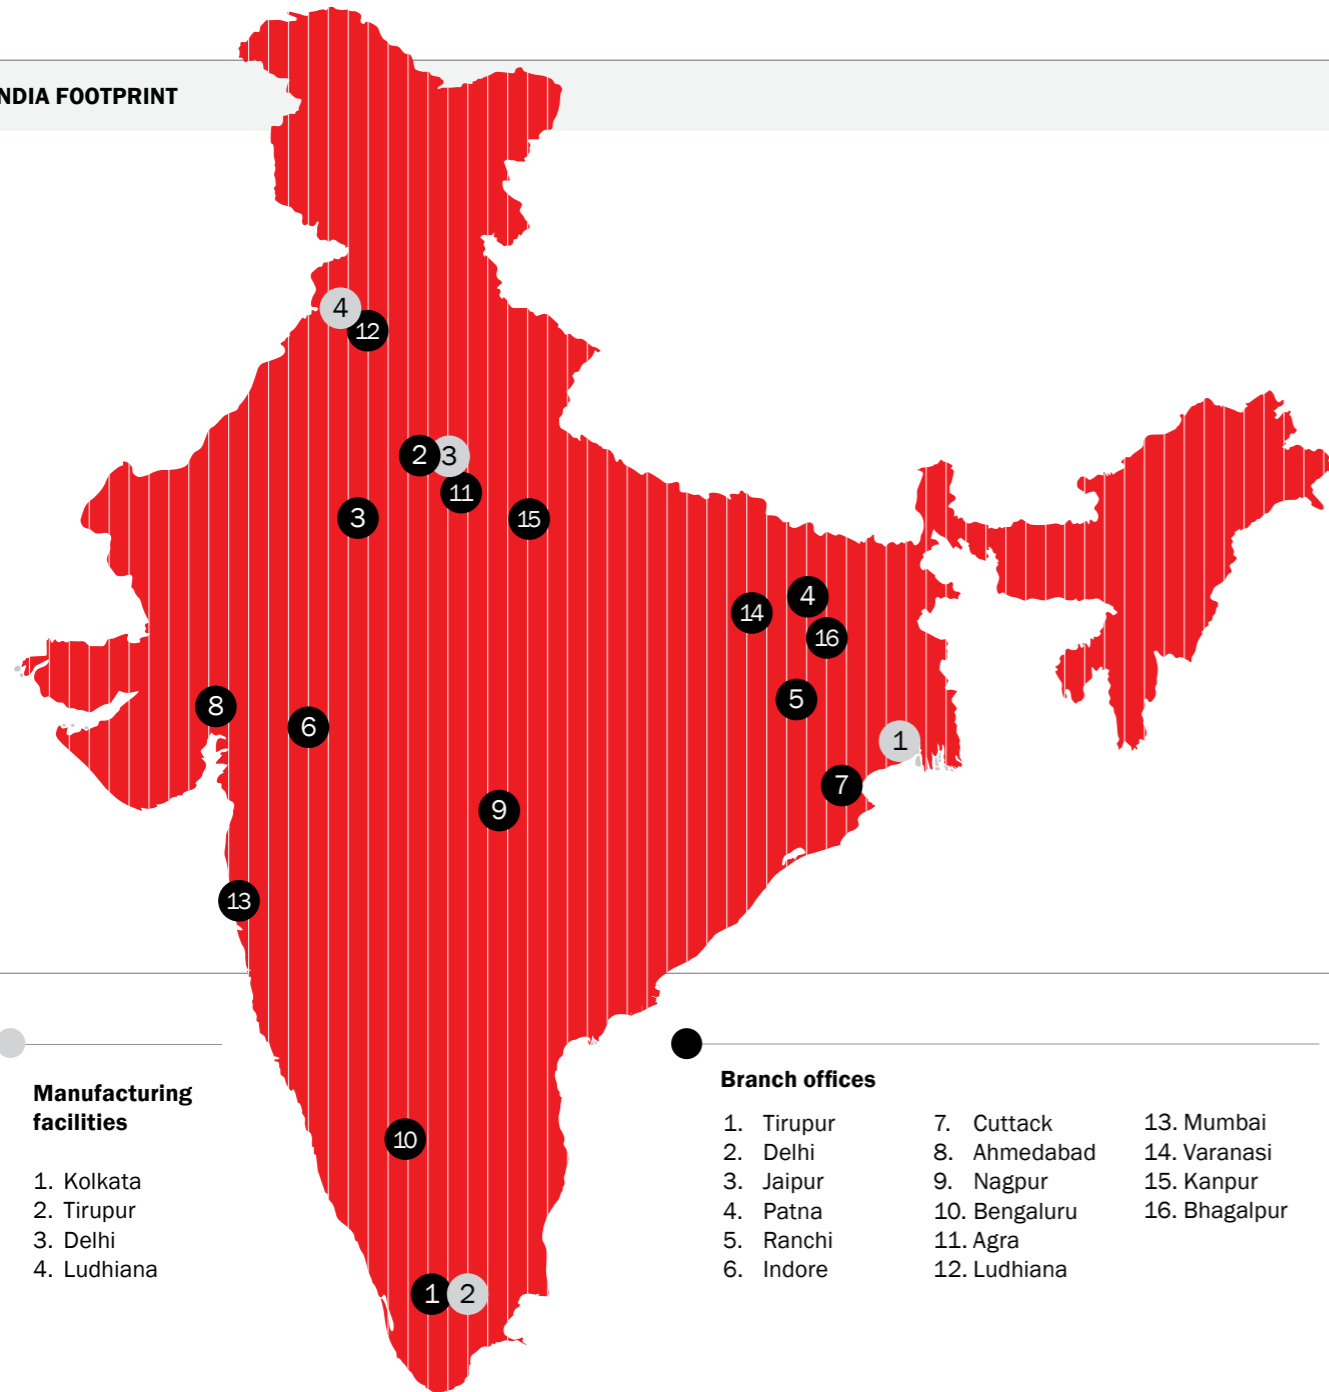 NDIA FOOTPRINT
4
12
2
3
11
3
15
4
14
16
5
8
6
1
7
9
13
10
1
2
Manufacturing
facilities
1. Kolkata
2. Tirupur
3. Delhi
4. Ludhiana
Branch offices
1. Tirupur
2. Delhi
3. Jaipur
4. Patna
5. Ranchi
6. Indore
7. Cuttack
8. Ahmedabad
9. Nagpur
10. Bengaluru
11. Agra
12. Ludhiana
13. Mumbai
14. Varanasi
15. Kanpur
16. Bhagalpur